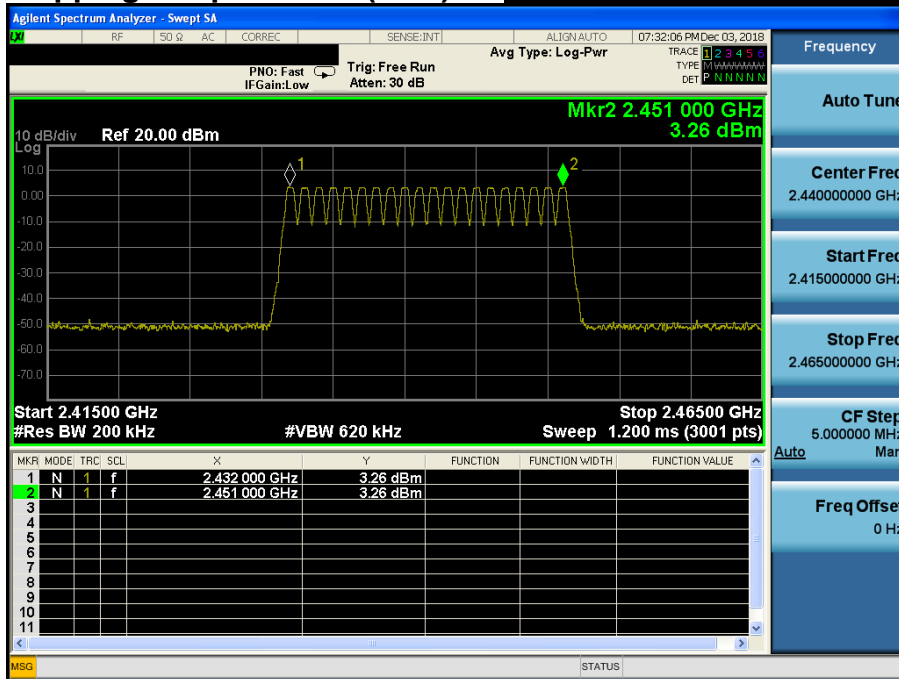 Agilent Spectrum Analyzer - Swept SA
LXI RF 50 Ω AC CORREC SENSE:INT ALIGN AUTO 07:32:06 PM Dec 03, 2018
Avg Type: Log-Pwr
TRACE 1 2 3 4 5 6
TYPE M WWWWW
DET P N N N N N
PNO: Fast
IFGain:Low
Trig: Free Run
Atten: 30 dB
Mkr2 2.451 000 GHz
3.26 dBm
10 dB/div Ref 20.00 dBm
Log
1
2
10.0
0.00
-10.0
-20.0
-30.0
-40.0
-50.0
-60.0
-70.0
Start 2.41500 GHz
Stop 2.46500 GHz
#Res BW 200 kHz
#VBW 620 kHz
Sweep 1.200 ms (3001 pts)
MKR MODE TRC SCL X Y FUNCTION FUNCTION WIDTH FUNCTION VALUE
1 N 1 f 2.432 000 GHz 3.26 dBm
2 N 1 f 2.451 000 GHz 3.26 dBm
3
4
5
6
7
8
9
10
11
MSG
STATUS
Frequency
Auto Tune
Center Freq
2.440000000 GHz
Start Freq
2.415000000 GHz
Stop Freq
2.465000000 GHz
CF Step
5.000000 MHz
Auto Man
Freq Offset
0 Hz